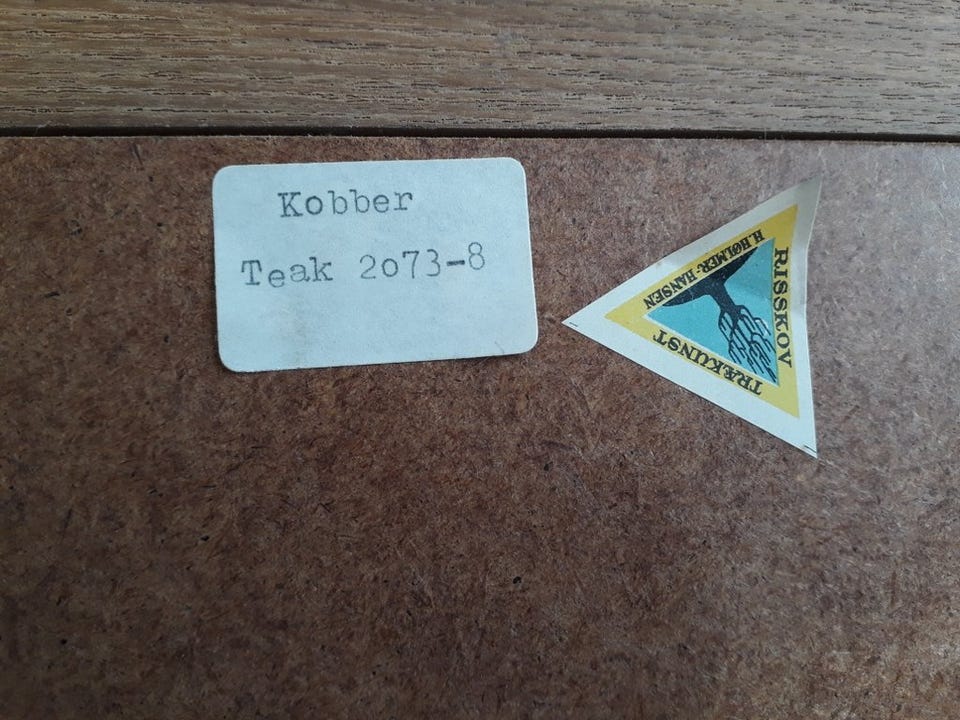 Kobber
Teak 2073-8
H. HØLMER-HANSEN
RISSKOV
TRÆKUNST